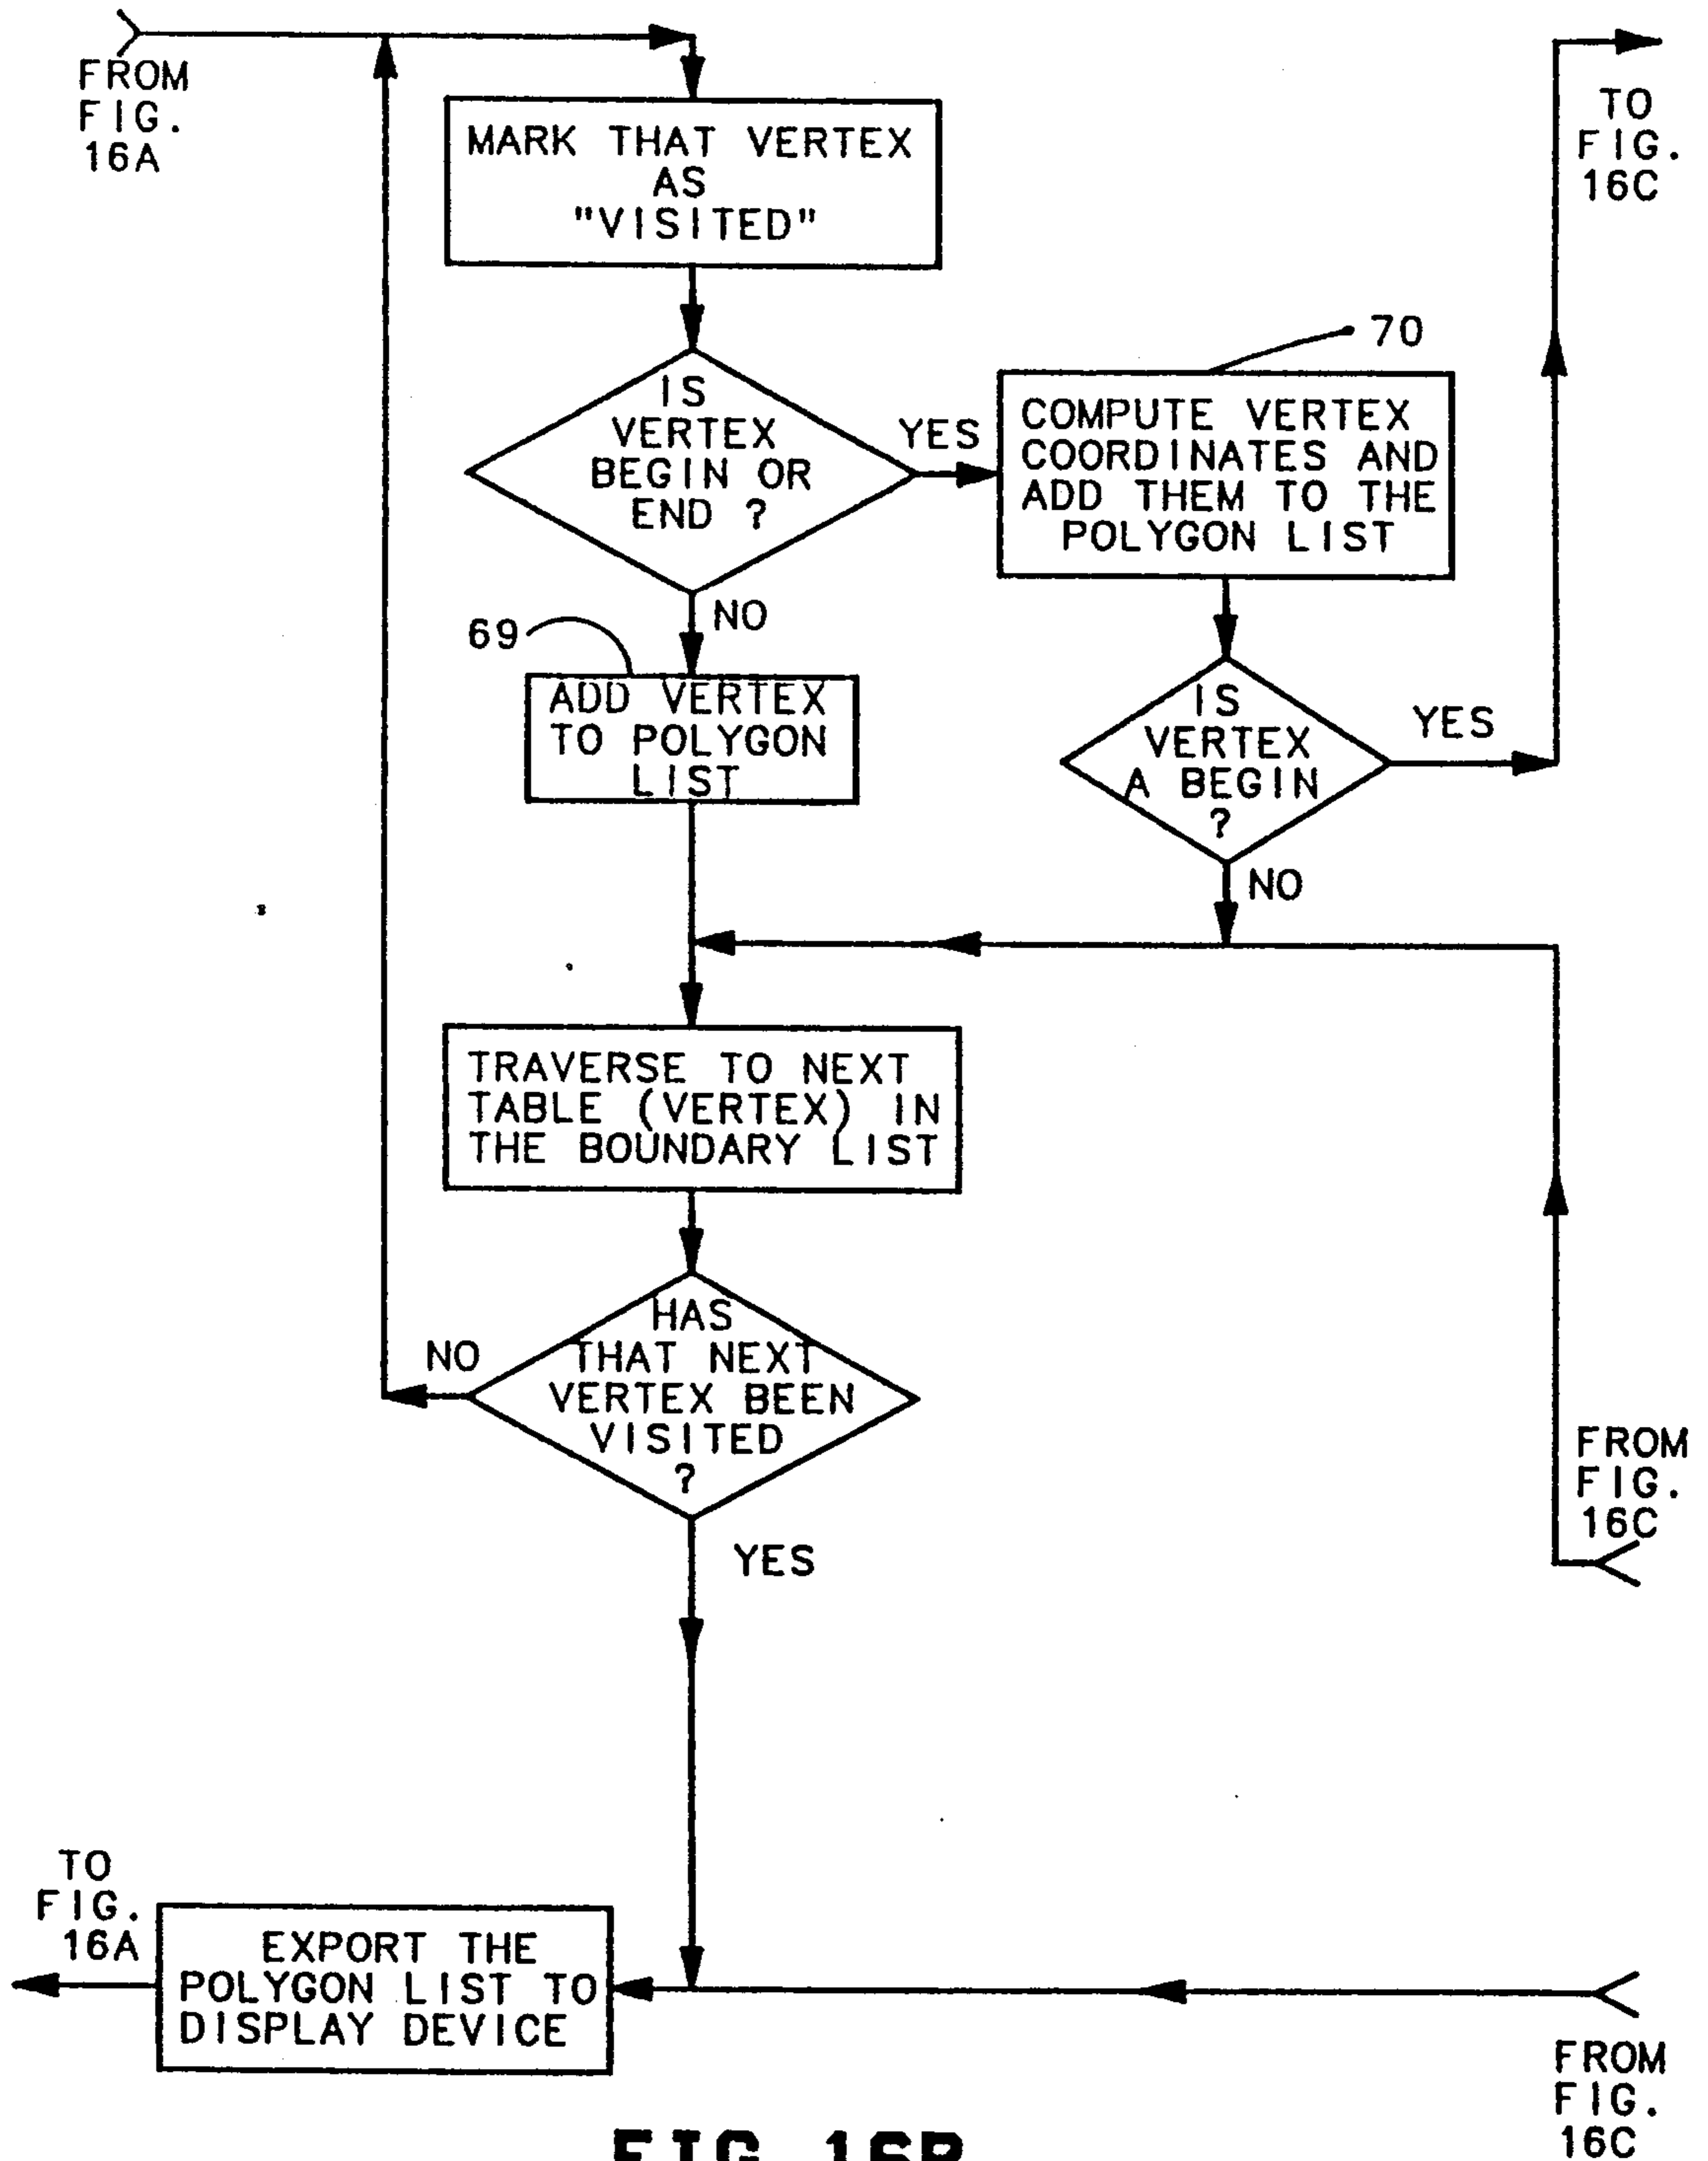 FROM
FIG.
16A
MARK THAT VERTEX
AS
"VISITED"
TO
FIG.
16C
IS
VERTEX
BEGIN OR
END ?
YES
70
COMPUTE VERTEX
COORDINATES AND
ADD THEM TO THE
POLYGON LIST
NO
69
ADD VERTEX
TO POLYGON
LIST
IS
VERTEX
A BEGIN
?
YES
NO
TRAVERSE TO NEXT
TABLE (VERTEX) IN
THE BOUNDARY LIST
HAS
THAT NEXT
VERTEX BEEN
VISITED
?
NO
YES
FROM
FIG.
16C
TO
FIG.
16A
EXPORT THE
POLYGON LIST TO
DISPLAY DEVICE
FROM
FIG.
16C
FIG. 16B